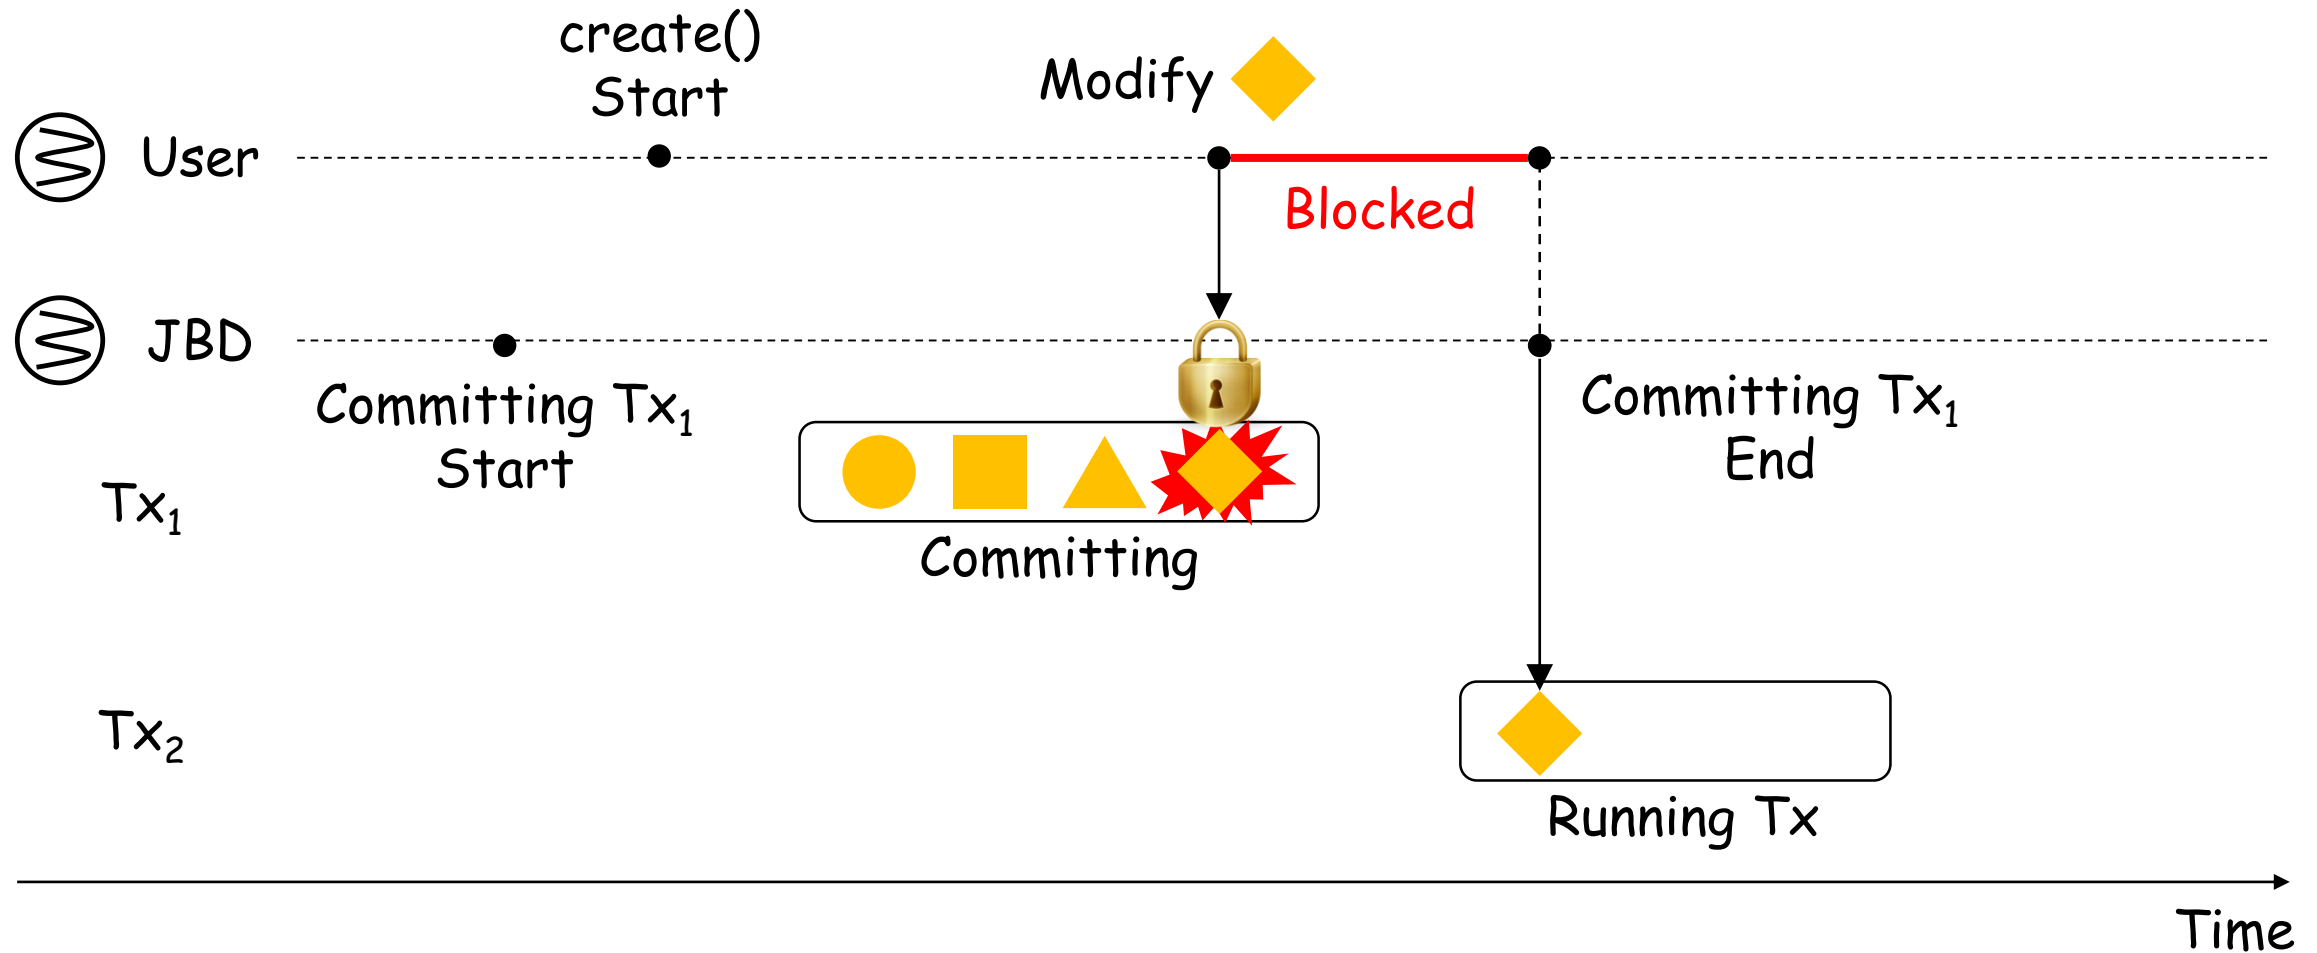 create()
Start
Modify
User
Blocked
JBD
Committing Tx₁
Start
Committing Tx₁
End
Tx₁
Committing
Tx₂
Running Tx
Time